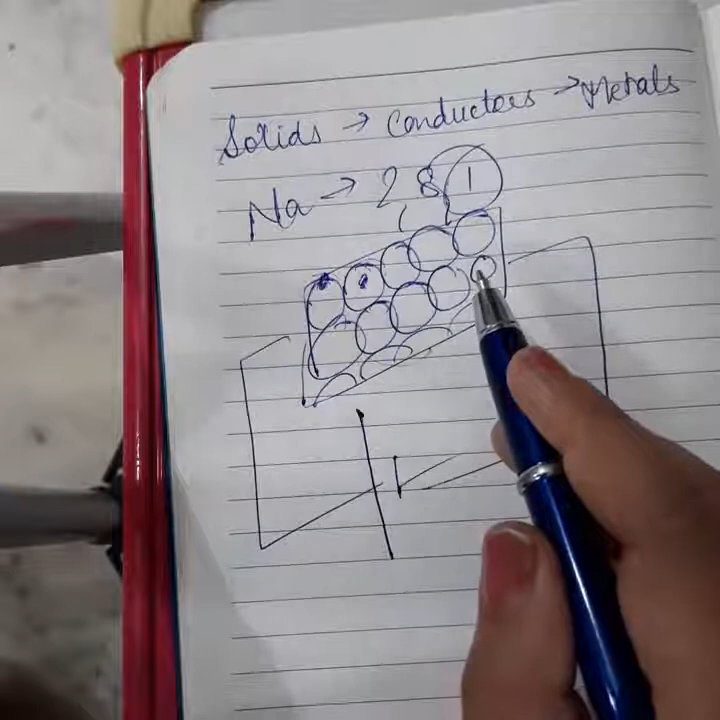 Solids → Conductors → Metals
Na → 2 8 1